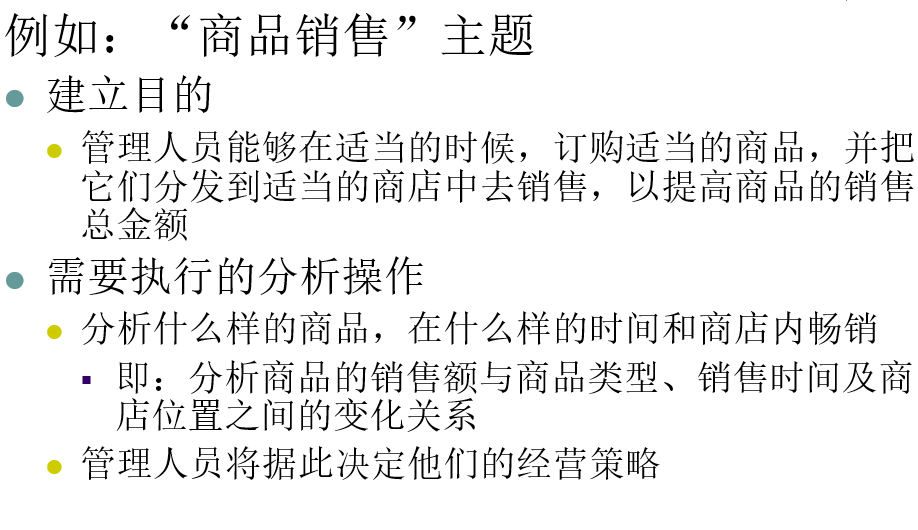 例如：“商品销售”主题
建立目的
管理人员能够在适当的时候，订购适当的商品，并把
它们分发到适当的商店中去销售，以提高商品的销售
总金额
需要执行的分析操作
分析什么样的商品，在什么样的时间和商店内畅销
即：分析商品的销售额与商品类型、销售时间及商
店位置之间的变化关系
管理人员将据此决定他们的经营策略